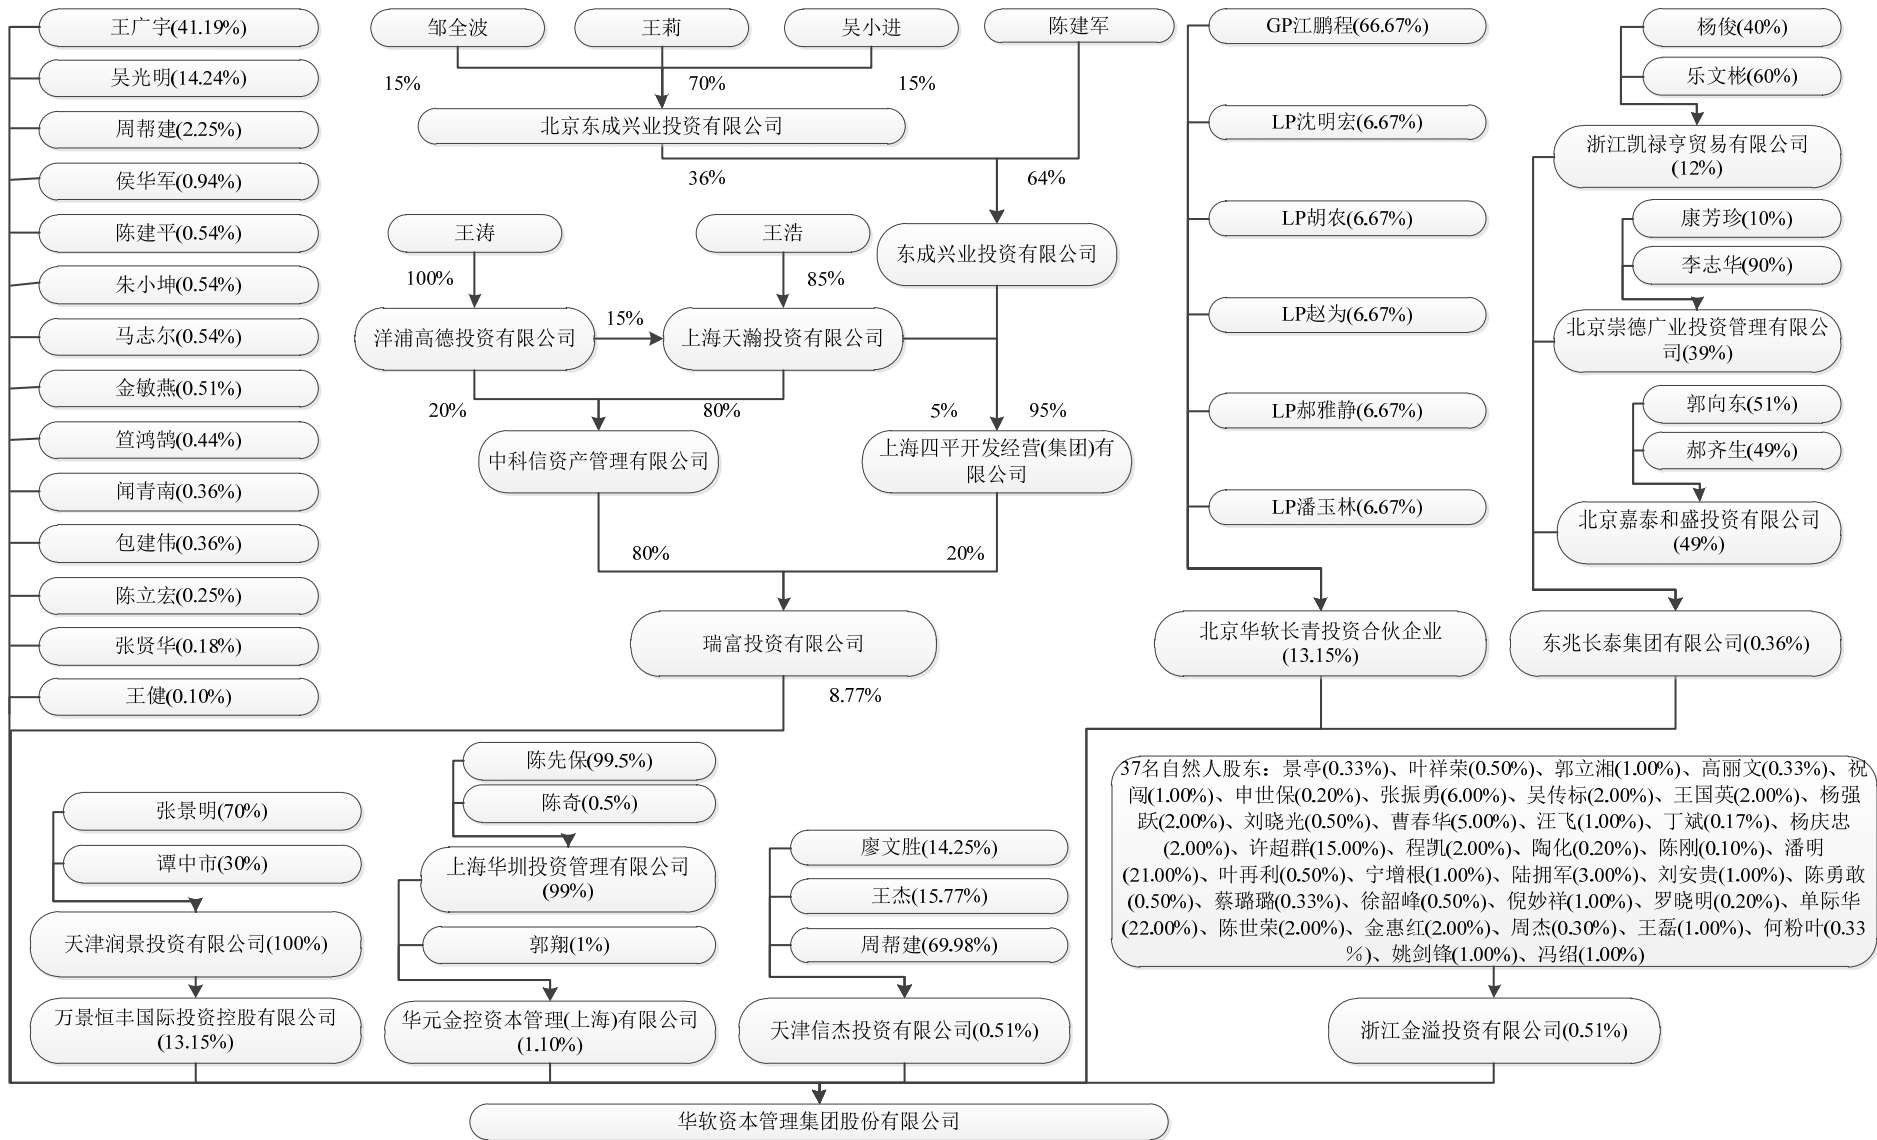 王广宇(41.19%)
吴光明(14.24%)
周帮建(2.25%)
侯华军(0.94%)
陈建平(0.54%)
朱小坤(0.54%)
马志尔(0.54%)
金敏燕(0.51%)
笪鸿鹄(0.44%)
闻青南(0.36%)
包建伟(0.36%)
陈立宏(0.25%)
张贤华(0.18%)
王健(0.10%)
邹全波
王莉
吴小进
陈建军
15%
70%
15%
北京东成兴业投资有限公司
36%
64%
王涛
王浩
东成兴业投资有限公司
100%
85%
洋浦高德投资有限公司
15%
上海天瀚投资有限公司
20%
80%
5%
95%
中科信资产管理有限公司
上海四平开发经营(集团)有
限公司
80%
20%
瑞富投资有限公司
8.77%
GP江鹏程(66.67%)
LP沈明宏(6.67%)
LP胡农(6.67%)
LP赵为(6.67%)
LP郝雅静(6.67%)
LP潘玉林(6.67%)
北京华软长青投资合伙企业
(13.15%)
杨俊(40%)
乐文彬(60%)
浙江凯禄亨贸易有限公司
(12%)
康芳珍(10%)
李志华(90%)
北京崇德广业投资管理有限公
司(39%)
郭向东(51%)
郝齐生(49%)
北京嘉泰和盛投资有限公司
(49%)
东兆长泰集团有限公司(0.36%)
张景明(70%)
谭中市(30%)
天津润景投资有限公司(100%)
万景恒丰国际投资控股有限公司
(13.15%)
陈先保(99.5%)
陈奇(0.5%)
上海华圳投资管理有限公司
(99%)
郭翔(1%)
华元金控资本管理(上海)有限公司
(1.10%)
廖文胜(14.25%)
王杰(15.77%)
周帮建(69.98%)
天津信杰投资有限公司(0.51%)
37名自然人股东：景亭(0.33%)、叶祥荣(0.50%)、郭立湘(1.00%)、高丽文(0.33%)、祝
闯(1.00%)、申世保(0.20%)、张振勇(6.00%)、吴传标(2.00%)、王国英(2.00%)、杨强
跃(2.00%)、刘晓光(0.50%)、曹春华(5.00%)、汪飞(1.00%)、丁斌(0.17%)、杨庆忠
(2.00%)、许超群(15.00%)、程凯(2.00%)、陶化(0.20%)、陈刚(0.10%)、潘明
(21.00%)、叶再利(0.50%)、宁增根(1.00%)、陆拥军(3.00%)、刘安贵(1.00%)、陈勇敢
(0.50%)、蔡璐璐(0.33%)、徐韶峰(0.50%)、倪妙祥(1.00%)、罗晓明(0.20%)、单际华
(22.00%)、陈世荣(2.00%)、金惠红(2.00%)、周杰(0.30%)、王磊(1.00%)、何粉叶(0.33
%)、姚剑锋(1.00%)、冯绍(1.00%)
浙江金溢投资有限公司(0.51%)
华软资本管理集团股份有限公司